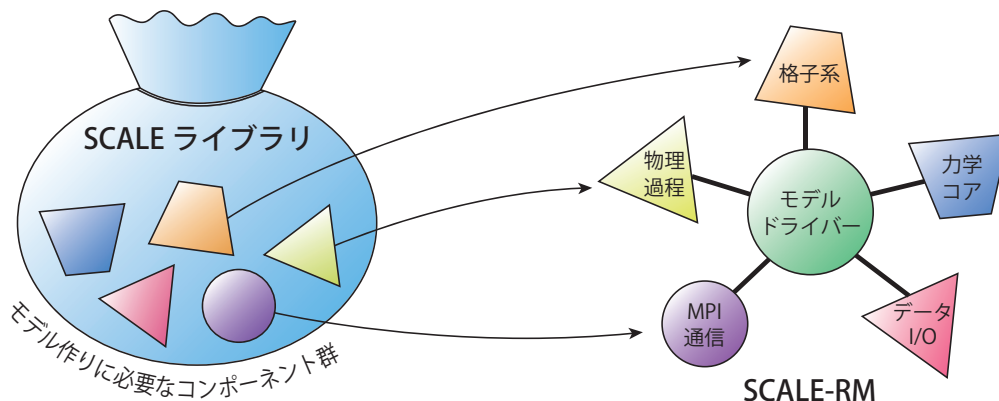 SCALE ライブラリ
モデル作りに必要なコンポーネント群
格子系
物理
過程
モデル
ドライバー
力学
コア
MPI
通信
データ
I/O
SCALE-RM